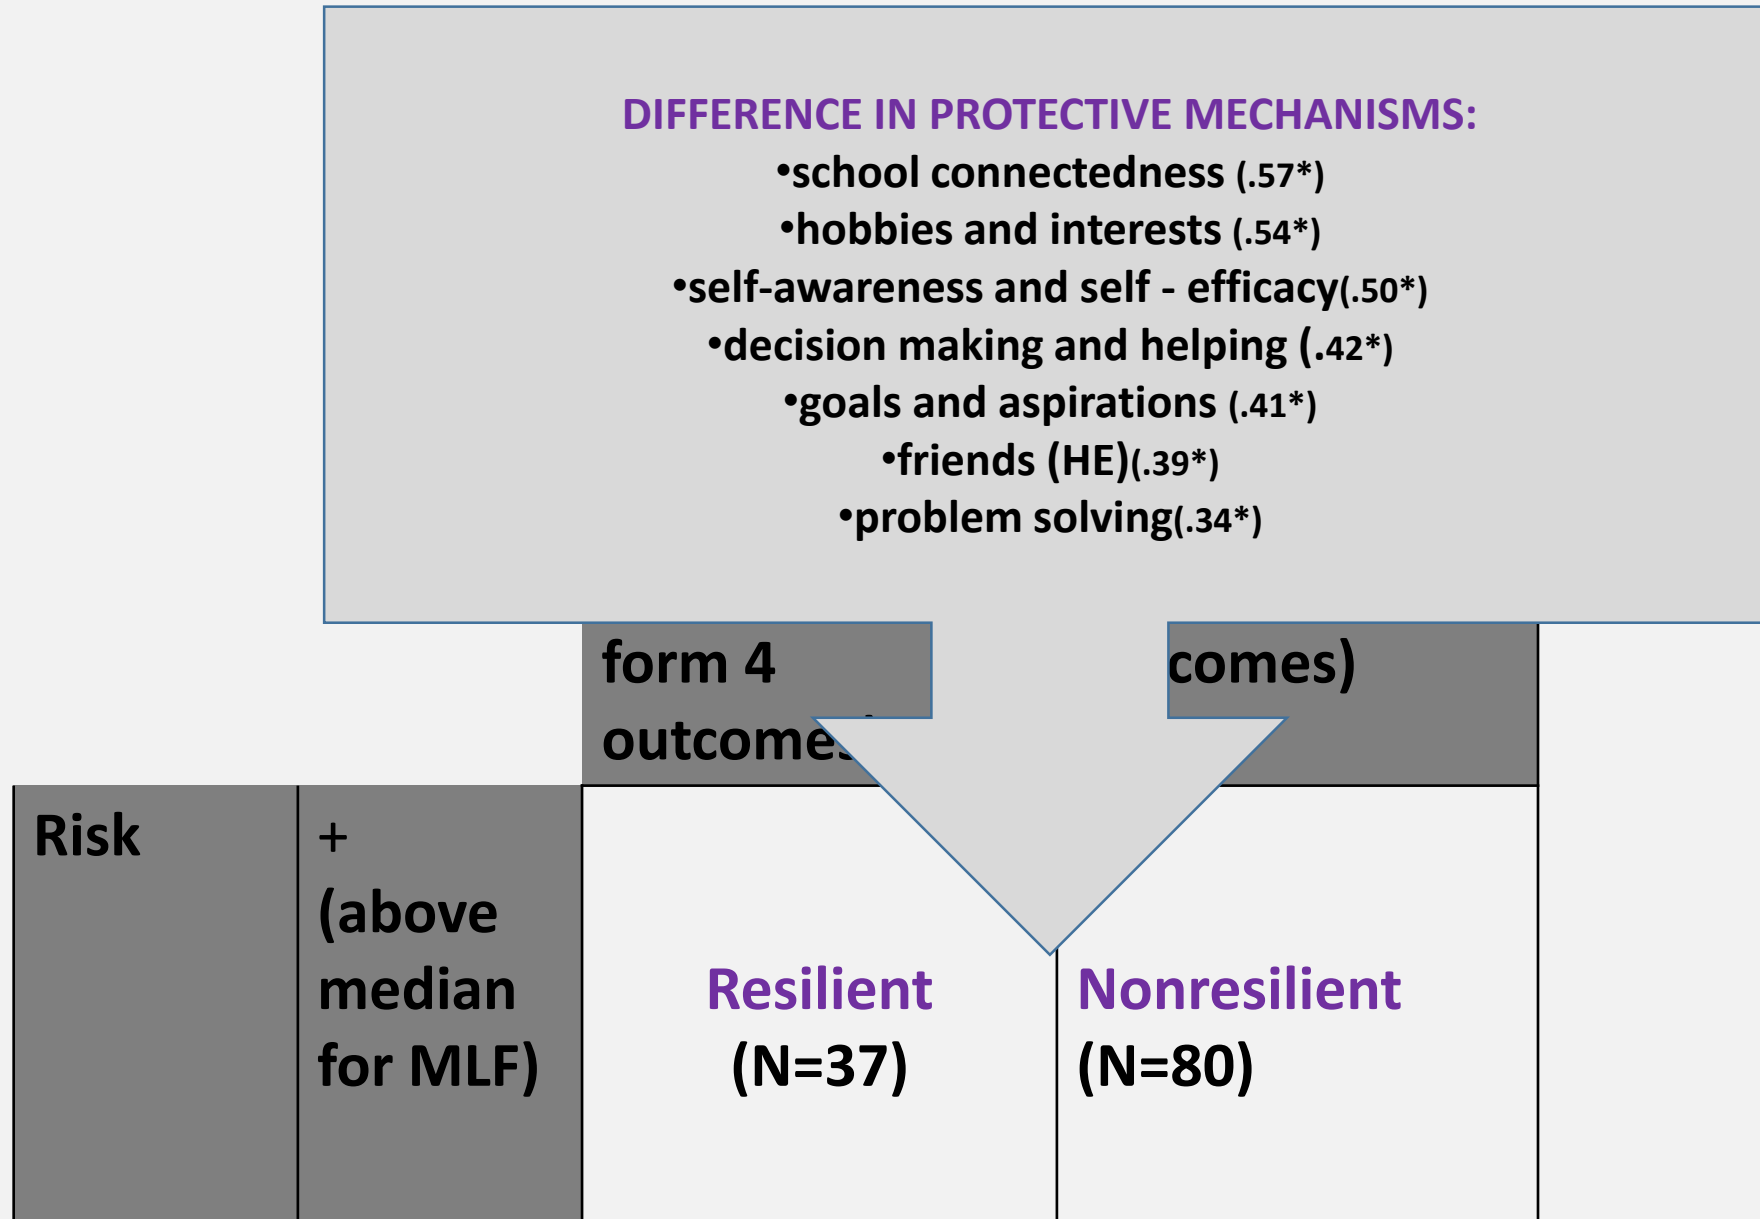 DIFFERENCE IN PROTECTIVE MECHANISMS:
•school connectedness (.57*)
•hobbies and interests (.54*)
•self-awareness and self - efficacy(.50*)
•decision making and helping (.42*)
•goals and aspirations (.41*)
•friends (HE)(.39*)
•problem solving(.34*)
form 4 comes)
outcomes
Risk
+
(above
median
for MLF)
Resilient
(N=37)
Nonresilient
(N=80)